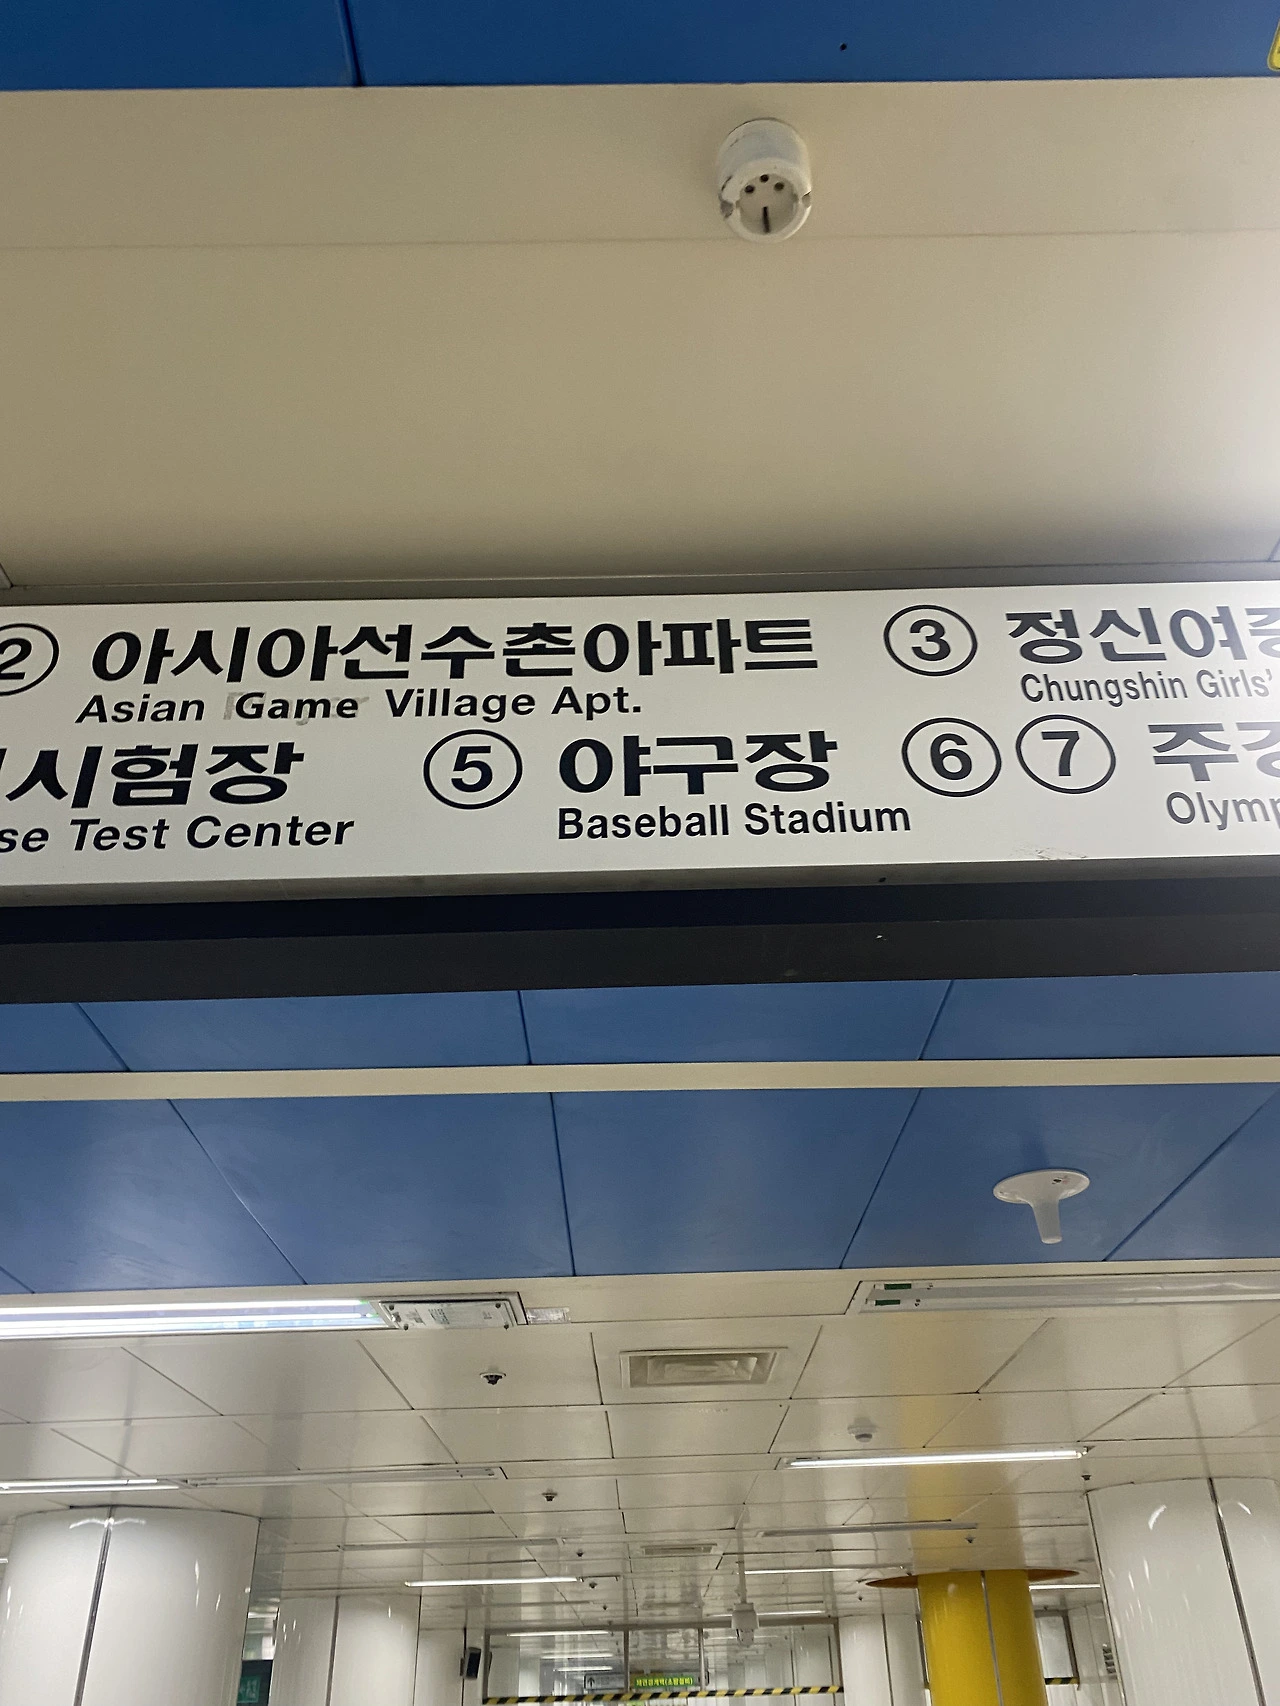 2 아시아선수촌아파트 3 정신여
Asian Game Village Apt. Chungshin Girls'
시험장 5 야구장 6 7 주
Test Center Baseball Stadium